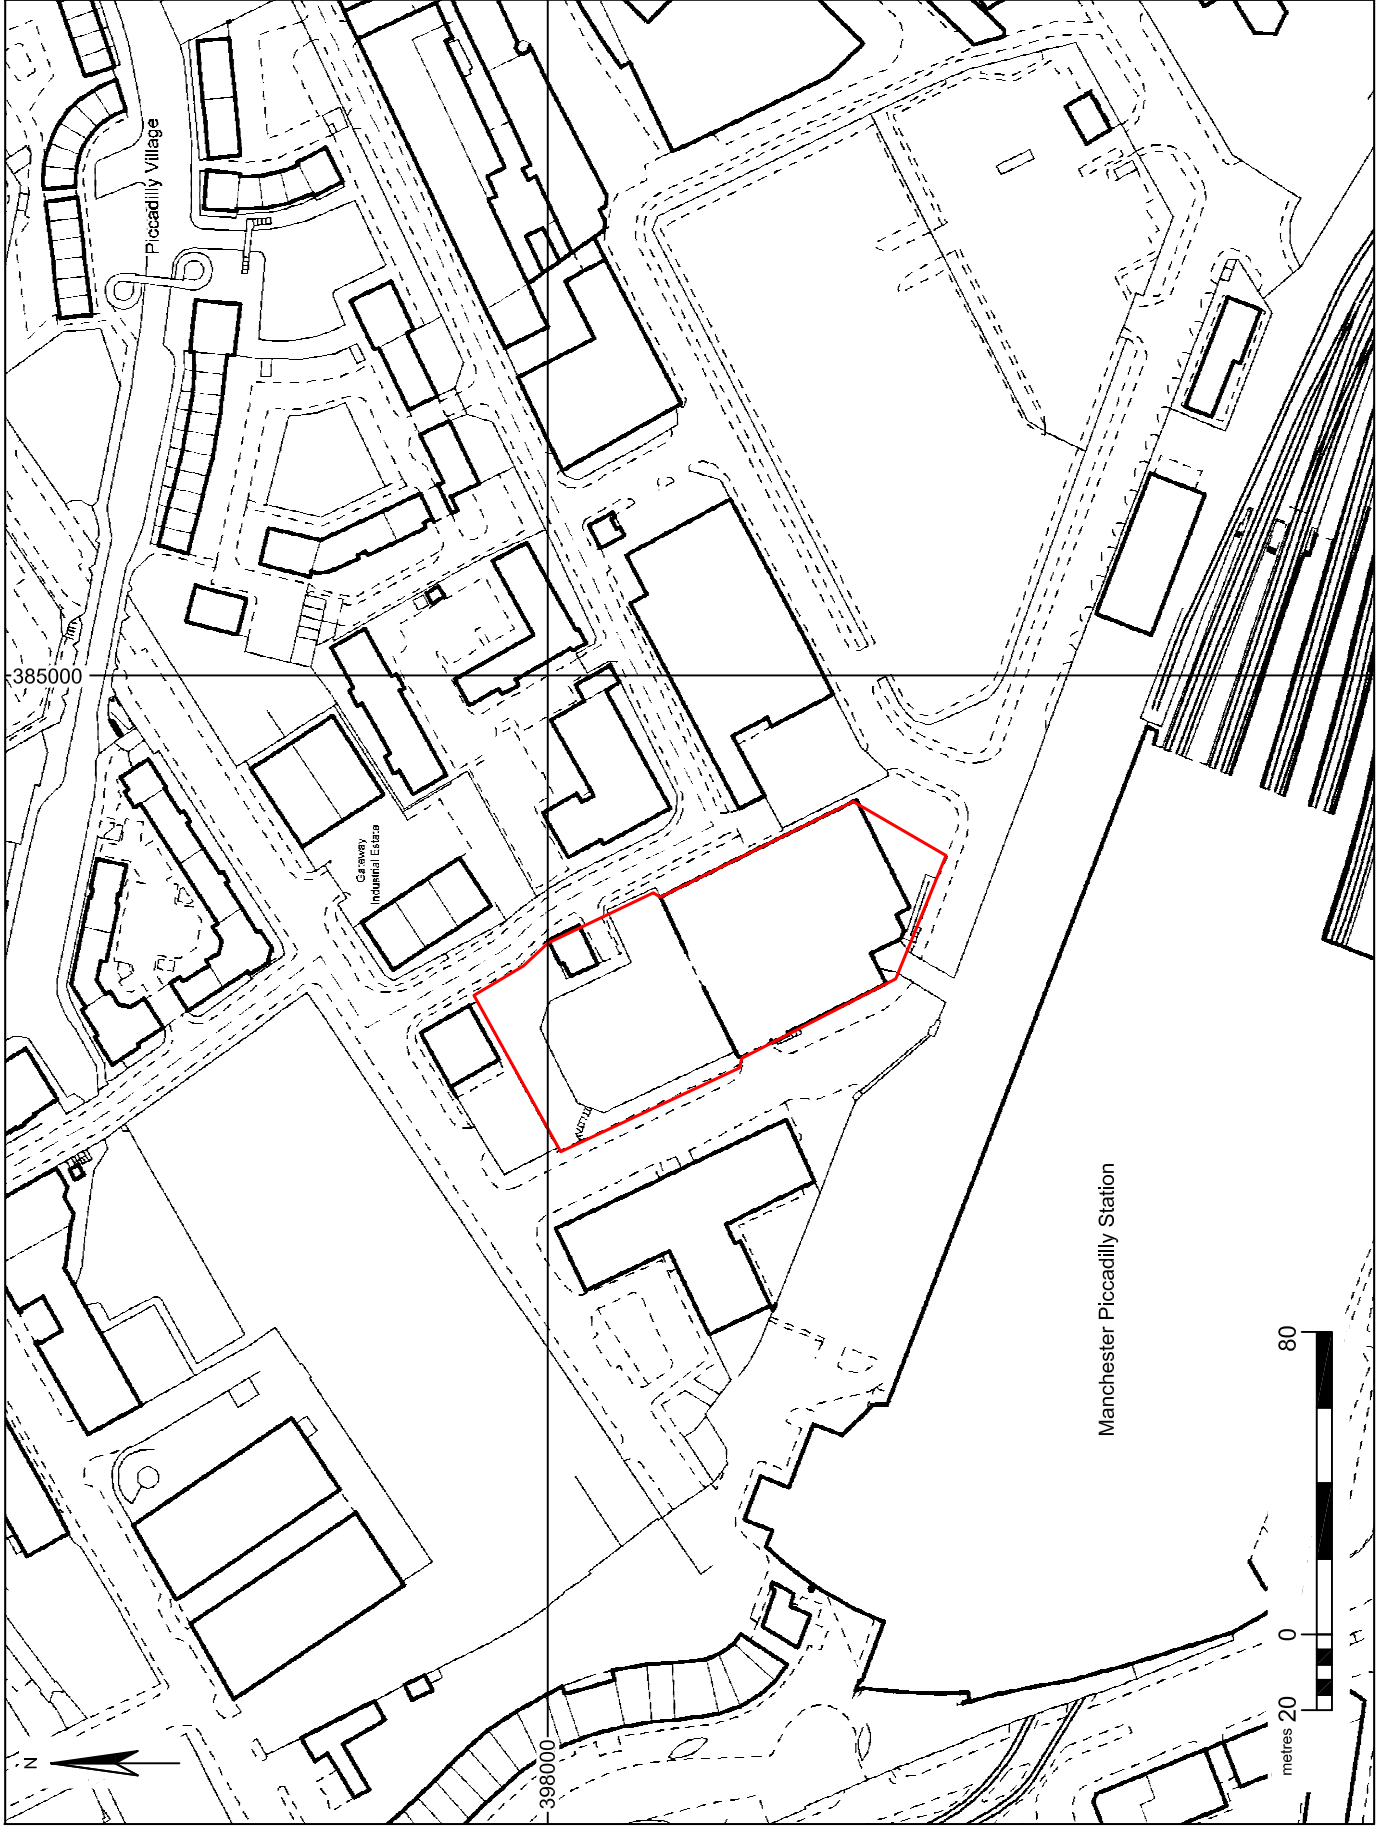 Piccadilly Village
385000
Gateway
Industrial Estate
Manchester Piccadilly Station
N
398000
metres 20 0 80